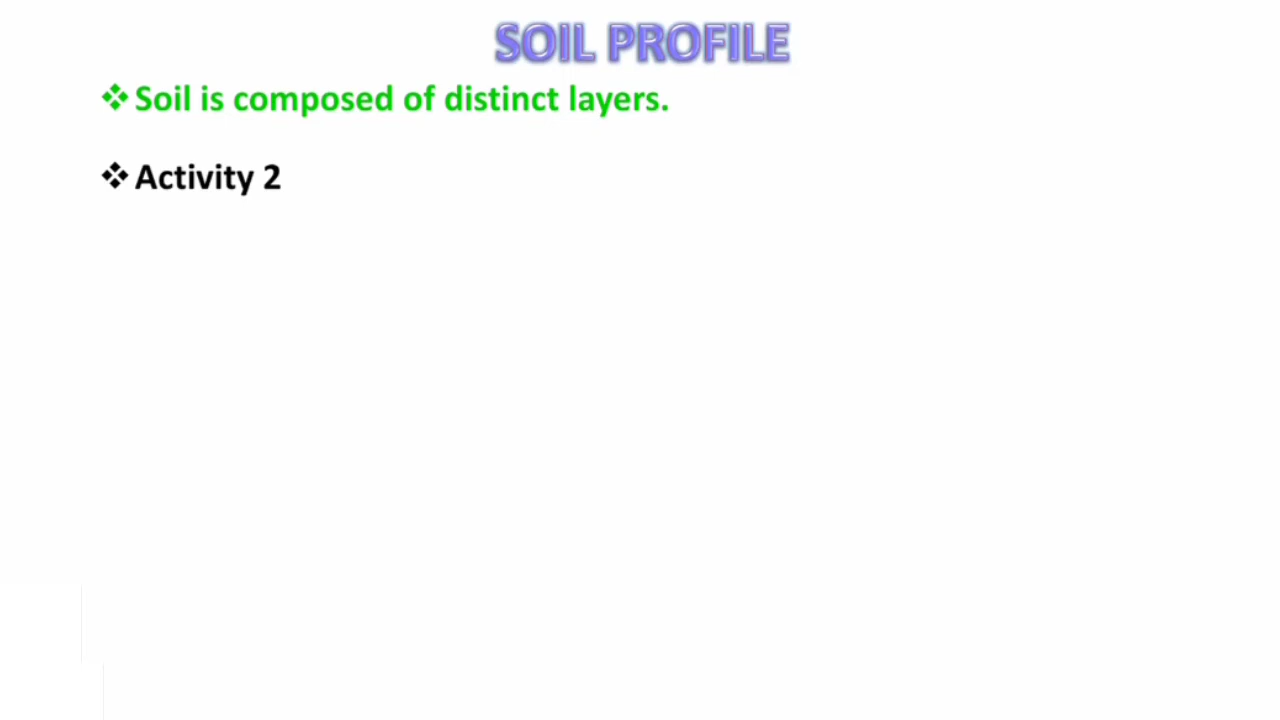 SOIL PROFILE
❖Soil is composed of distinct layers.
❖Activity 2